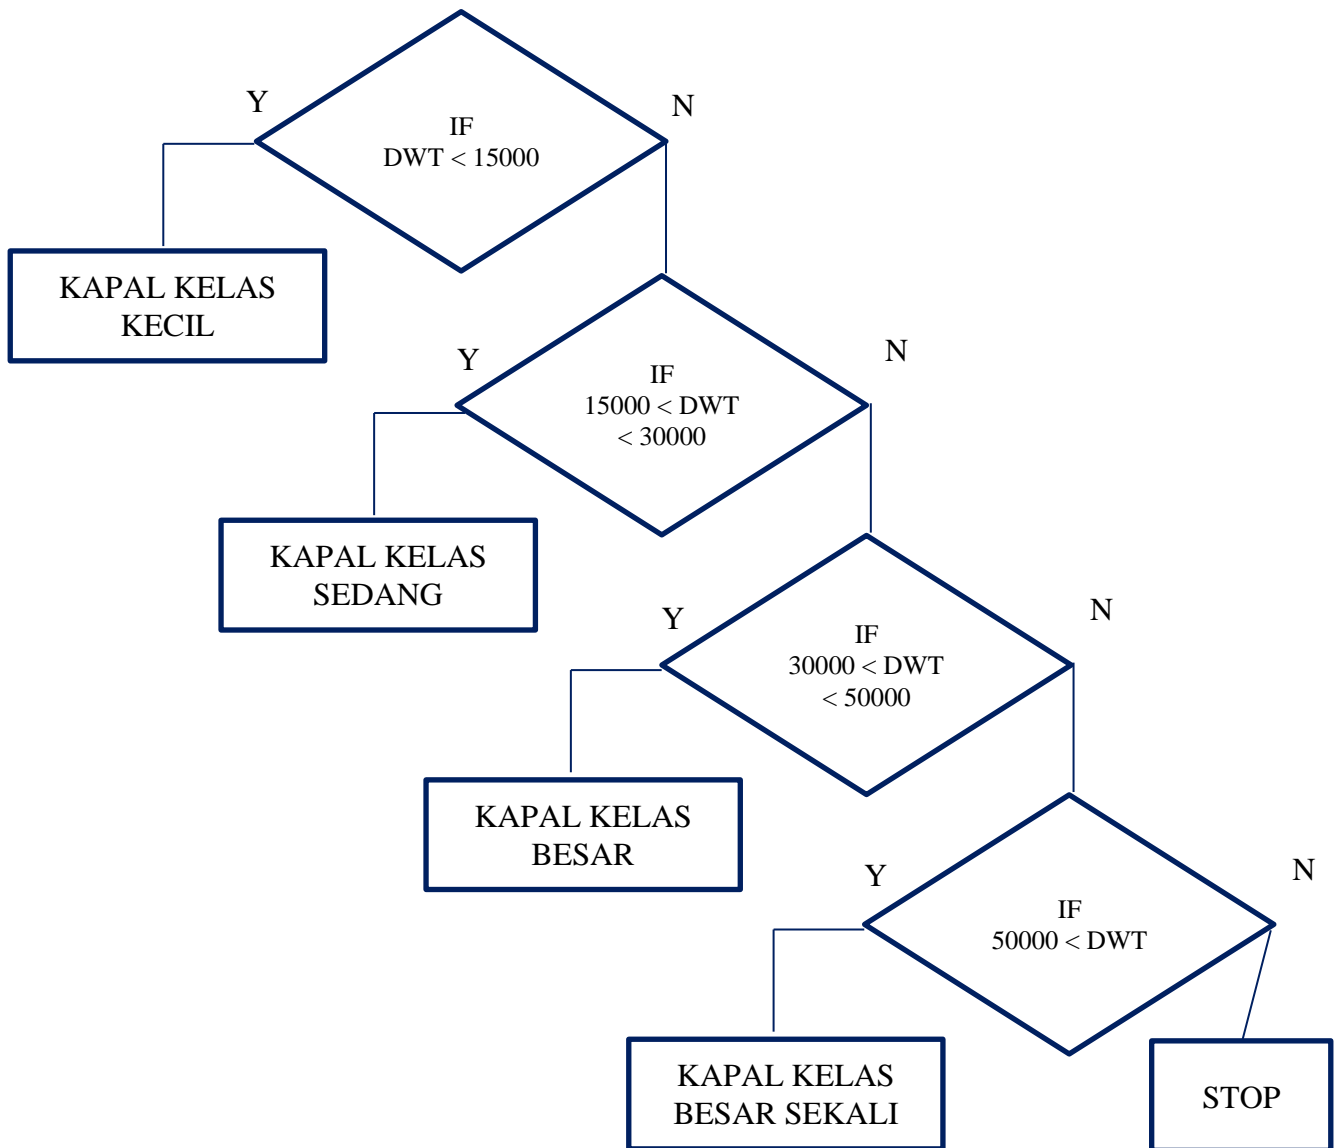 Y
N
IF
DWT < 15000
KAPAL KELAS
KECIL
Y
N
IF
15000 < DWT
< 30000
KAPAL KELAS
SEDANG
Y
N
IF
30000 < DWT
< 50000
KAPAL KELAS
BESAR
Y
N
IF
50000 < DWT
KAPAL KELAS
BESAR SEKALI
STOP